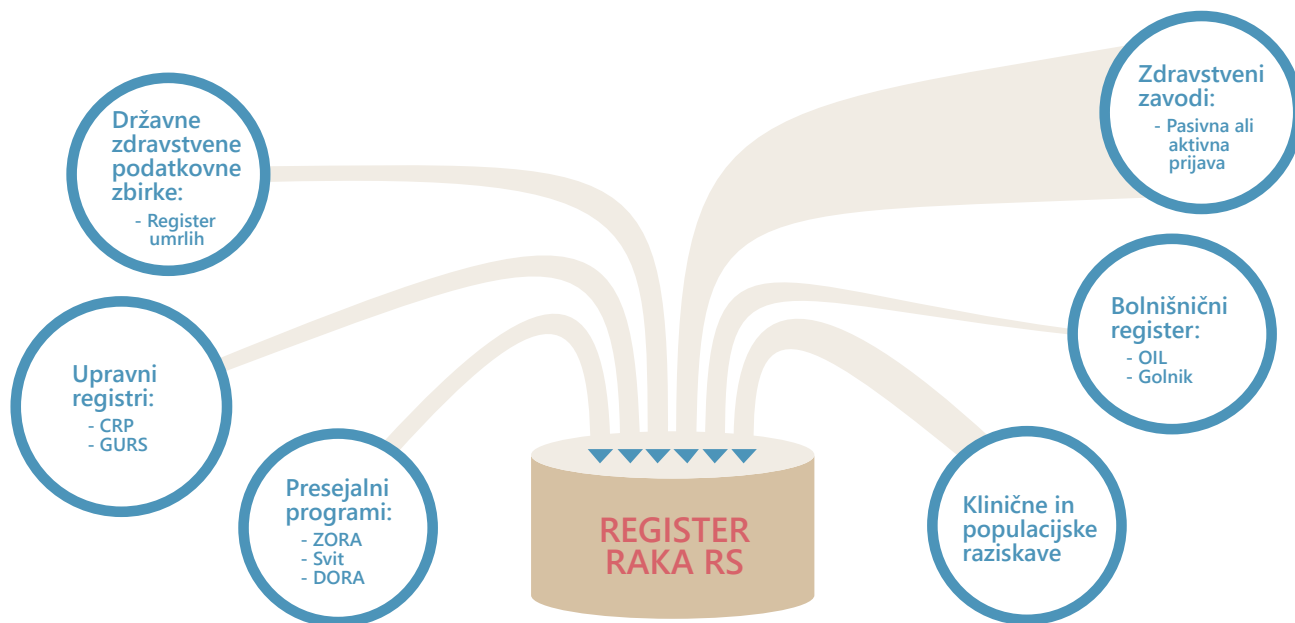 Državne
zdravstvene
podatkovne
zbirke:
- Register
umrlih
Upravni
registri:
- CRP
- GURS
Presejalni
programi:
- ZORA
- Svit
- DORA
REGISTER
RAKA RS
Zdravstveni
zavodi:
- Pasivna ali
aktivna
prijava
Bolnišnični
register:
- OIL
- Golnik
Klinične in
populacijske
raziskave